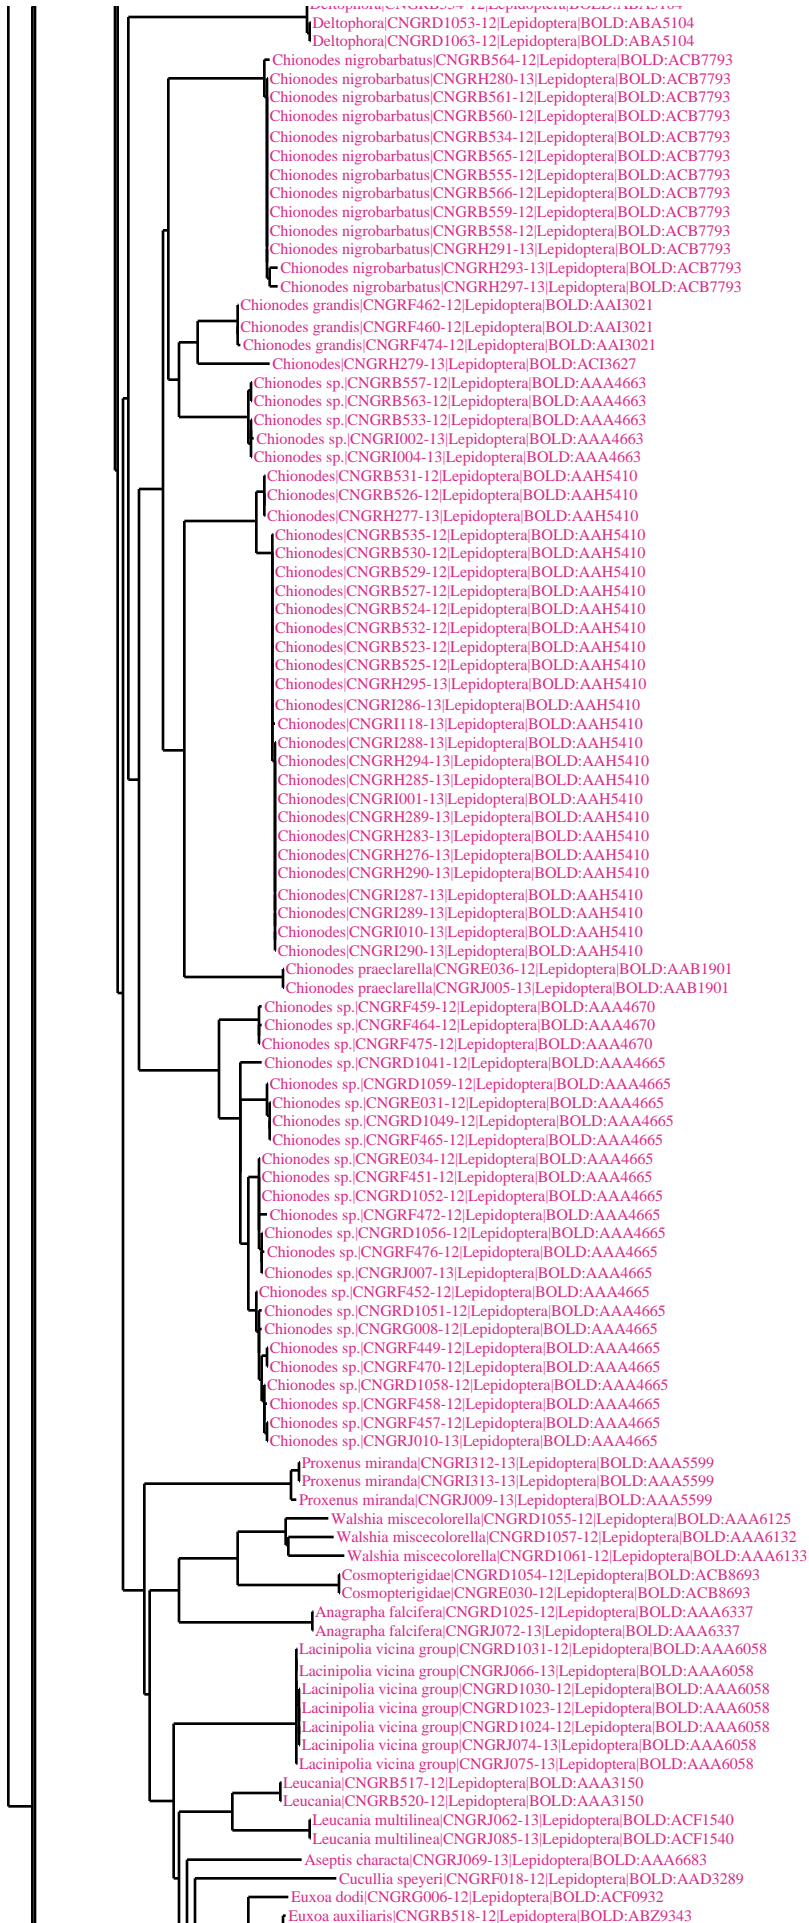 Deltophora|CNGRB554-12|Lepidoptera|BOLD:ABA5104
Deltophora|CNGRD1053-12|Lepidoptera|BOLD:ABA5104
Deltophora|CNGRD1063-12|Lepidoptera|BOLD:ABA5104
Chionodes nigrobarbatus|CNGRB564-12|Lepidoptera|BOLD:ACB7793
Chionodes nigrobarbatus|CNGRH280-13|Lepidoptera|BOLD:ACB7793
Chionodes nigrobarbatus|CNGRB561-12|Lepidoptera|BOLD:ACB7793
Chionodes nigrobarbatus|CNGRB560-12|Lepidoptera|BOLD:ACB7793
Chionodes nigrobarbatus|CNGRB534-12|Lepidoptera|BOLD:ACB7793
Chionodes nigrobarbatus|CNGRB565-12|Lepidoptera|BOLD:ACB7793
Chionodes nigrobarbatus|CNGRB555-12|Lepidoptera|BOLD:ACB7793
Chionodes nigrobarbatus|CNGRB566-12|Lepidoptera|BOLD:ACB7793
Chionodes nigrobarbatus|CNGRB559-12|Lepidoptera|BOLD:ACB7793
Chionodes nigrobarbatus|CNGRB558-12|Lepidoptera|BOLD:ACB7793
Chionodes nigrobarbatus|CNGRH291-13|Lepidoptera|BOLD:ACB7793
Chionodes nigrobarbatus|CNGRH293-13|Lepidoptera|BOLD:ACB7793
Chionodes nigrobarbatus|CNGRH297-13|Lepidoptera|BOLD:ACB7793
Chionodes grandis|CNGRF462-12|Lepidoptera|BOLD:AAI3021
Chionodes grandis|CNGRF460-12|Lepidoptera|BOLD:AAI3021
Chionodes grandis|CNGRF474-12|Lepidoptera|BOLD:AAI3021
Chionodes|CNGRH279-13|Lepidoptera|BOLD:ACI3627
Chionodes sp.|CNGRB557-12|Lepidoptera|BOLD:AAA4663
Chionodes sp.|CNGRB563-12|Lepidoptera|BOLD:AAA4663
Chionodes sp.|CNGRB533-12|Lepidoptera|BOLD:AAA4663
Chionodes sp.|CNGRI002-13|Lepidoptera|BOLD:AAA4663
Chionodes sp.|CNGRI004-13|Lepidoptera|BOLD:AAA4663
Chionodes|CNGRB531-12|Lepidoptera|BOLD:AAH5410
Chionodes|CNGRB526-12|Lepidoptera|BOLD:AAH5410
Chionodes|CNGRH277-13|Lepidoptera|BOLD:AAH5410
Chionodes|CNGRB535-12|Lepidoptera|BOLD:AAH5410
Chionodes|CNGRB530-12|Lepidoptera|BOLD:AAH5410
Chionodes|CNGRB529-12|Lepidoptera|BOLD:AAH5410
Chionodes|CNGRB527-12|Lepidoptera|BOLD:AAH5410
Chionodes|CNGRB524-12|Lepidoptera|BOLD:AAH5410
Chionodes|CNGRB532-12|Lepidoptera|BOLD:AAH5410
Chionodes|CNGRB523-12|Lepidoptera|BOLD:AAH5410
Chionodes|CNGRB525-12|Lepidoptera|BOLD:AAH5410
Chionodes|CNGRH295-13|Lepidoptera|BOLD:AAH5410
Chionodes|CNGRI286-13|Lepidoptera|BOLD:AAH5410
Chionodes|CNGRI118-13|Lepidoptera|BOLD:AAH5410
Chionodes|CNGRI288-13|Lepidoptera|BOLD:AAH5410
Chionodes|CNGRH294-13|Lepidoptera|BOLD:AAH5410
Chionodes|CNGRH285-13|Lepidoptera|BOLD:AAH5410
Chionodes|CNGRI001-13|Lepidoptera|BOLD:AAH5410
Chionodes|CNGRH289-13|Lepidoptera|BOLD:AAH5410
Chionodes|CNGRH283-13|Lepidoptera|BOLD:AAH5410
Chionodes|CNGRH276-13|Lepidoptera|BOLD:AAH5410
Chionodes|CNGRH290-13|Lepidoptera|BOLD:AAH5410
Chionodes|CNGRI287-13|Lepidoptera|BOLD:AAH5410
Chionodes|CNGRI289-13|Lepidoptera|BOLD:AAH5410
Chionodes|CNGRI010-13|Lepidoptera|BOLD:AAH5410
Chionodes|CNGRI290-13|Lepidoptera|BOLD:AAH5410
Chionodes praeclarella|CNGRE036-12|Lepidoptera|BOLD:AAB1901
Chionodes praeclarella|CNGRJ005-13|Lepidoptera|BOLD:AAB1901
Chionodes sp.|CNGRF459-12|Lepidoptera|BOLD:AAA4670
Chionodes sp.|CNGRF464-12|Lepidoptera|BOLD:AAA4670
Chionodes sp.|CNGRF475-12|Lepidoptera|BOLD:AAA4670
Chionodes sp.|CNGRD1041-12|Lepidoptera|BOLD:AAA4665
Chionodes sp.|CNGRD1059-12|Lepidoptera|BOLD:AAA4665
Chionodes sp.|CNGRE031-12|Lepidoptera|BOLD:AAA4665
Chionodes sp.|CNGRD1049-12|Lepidoptera|BOLD:AAA4665
Chionodes sp.|CNGRF465-12|Lepidoptera|BOLD:AAA4665
Chionodes sp.|CNGRE034-12|Lepidoptera|BOLD:AAA4665
Chionodes sp.|CNGRF451-12|Lepidoptera|BOLD:AAA4665
Chionodes sp.|CNGRD1052-12|Lepidoptera|BOLD:AAA4665
Chionodes sp.|CNGRF472-12|Lepidoptera|BOLD:AAA4665
Chionodes sp.|CNGRD1056-12|Lepidoptera|BOLD:AAA4665
Chionodes sp.|CNGRF476-12|Lepidoptera|BOLD:AAA4665
Chionodes sp.|CNGRJ007-13|Lepidoptera|BOLD:AAA4665
Chionodes sp.|CNGRF452-12|Lepidoptera|BOLD:AAA4665
Chionodes sp.|CNGRD1051-12|Lepidoptera|BOLD:AAA4665
Chionodes sp.|CNGRG008-12|Lepidoptera|BOLD:AAA4665
Chionodes sp.|CNGRF449-12|Lepidoptera|BOLD:AAA4665
Chionodes sp.|CNGRF470-12|Lepidoptera|BOLD:AAA4665
Chionodes sp.|CNGRD1058-12|Lepidoptera|BOLD:AAA4665
Chionodes sp.|CNGRF458-12|Lepidoptera|BOLD:AAA4665
Chionodes sp.|CNGRF457-12|Lepidoptera|BOLD:AAA4665
Chionodes sp.|CNGRJ010-13|Lepidoptera|BOLD:AAA4665
Proxenus miranda|CNGRI312-13|Lepidoptera|BOLD:AAA5599
Proxenus miranda|CNGRI313-13|Lepidoptera|BOLD:AAA5599
Proxenus miranda|CNGRJ009-13|Lepidoptera|BOLD:AAA5599
Walshia miscecolorella|CNGRD1055-12|Lepidoptera|BOLD:AAA6125
Walshia miscecolorella|CNGRD1057-12|Lepidoptera|BOLD:AAA6132
Walshia miscecolorella|CNGRD1061-12|Lepidoptera|BOLD:AAA6133
Cosmopterigidae|CNGRD1054-12|Lepidoptera|BOLD:ACB8693
Cosmopterigidae|CNGRE030-12|Lepidoptera|BOLD:ACB8693
Anagrapha falcifera|CNGRD1025-12|Lepidoptera|BOLD:AAA6337
Anagrapha falcifera|CNGRJ072-13|Lepidoptera|BOLD:AAA6337
Lacinipolia vicina group|CNGRD1031-12|Lepidoptera|BOLD:AAA6058
Lacinipolia vicina group|CNGRJ066-13|Lepidoptera|BOLD:AAA6058
Lacinipolia vicina group|CNGRD1030-12|Lepidoptera|BOLD:AAA6058
Lacinipolia vicina group|CNGRD1023-12|Lepidoptera|BOLD:AAA6058
Lacinipolia vicina group|CNGRD1024-12|Lepidoptera|BOLD:AAA6058
Lacinipolia vicina group|CNGRJ074-13|Lepidoptera|BOLD:AAA6058
Lacinipolia vicina group|CNGRJ075-13|Lepidoptera|BOLD:AAA6058
Leucania|CNGRB517-12|Lepidoptera|BOLD:AAA3150
Leucania|CNGRB520-12|Lepidoptera|BOLD:AAA3150
Leucania multilinea|CNGRJ062-13|Lepidoptera|BOLD:ACF1540
Leucania multilinea|CNGRJ085-13|Lepidoptera|BOLD:ACF1540
Aseptis characta|CNGRJ069-13|Lepidoptera|BOLD:AAA6683
Cucullia speyeri|CNGRF018-12|Lepidoptera|BOLD:AAD3289
Euxoa dodi|CNGRG006-12|Lepidoptera|BOLD:ACF0932
Euxoa auxiliaris|CNGRB518-12|Lepidoptera|BOLD:ABZ9343